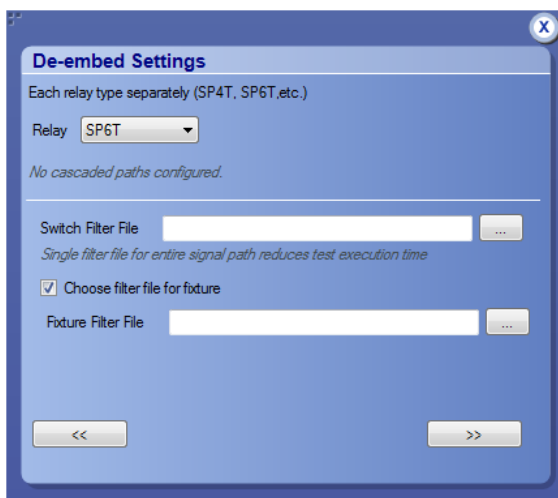 X
De-embed Settings
Each relay type separately (SP4T, SP6T,etc.)
Relay SP6T
No cascaded paths configured.
Switch Filter File ...
Single filter file for entire signal path reduces test execution time
Choose filter file for fixture
Fixture Filter File ...
<< >>